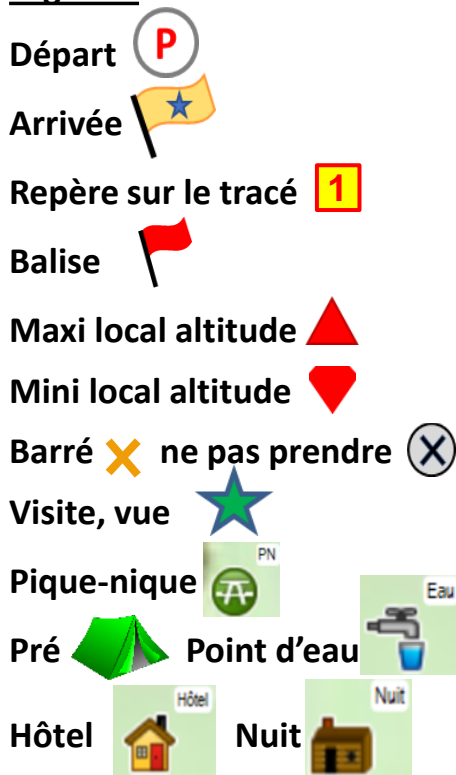 Départ P
Arrivée
Repère sur le tracé 1
Balise
Maxi local altitude
Mini local altitude
Barré ne pas prendre
Visite, vue
Pique-nique PN
Pré Point d’eau Eau
Hôtel Hôtel Nuit Nuit